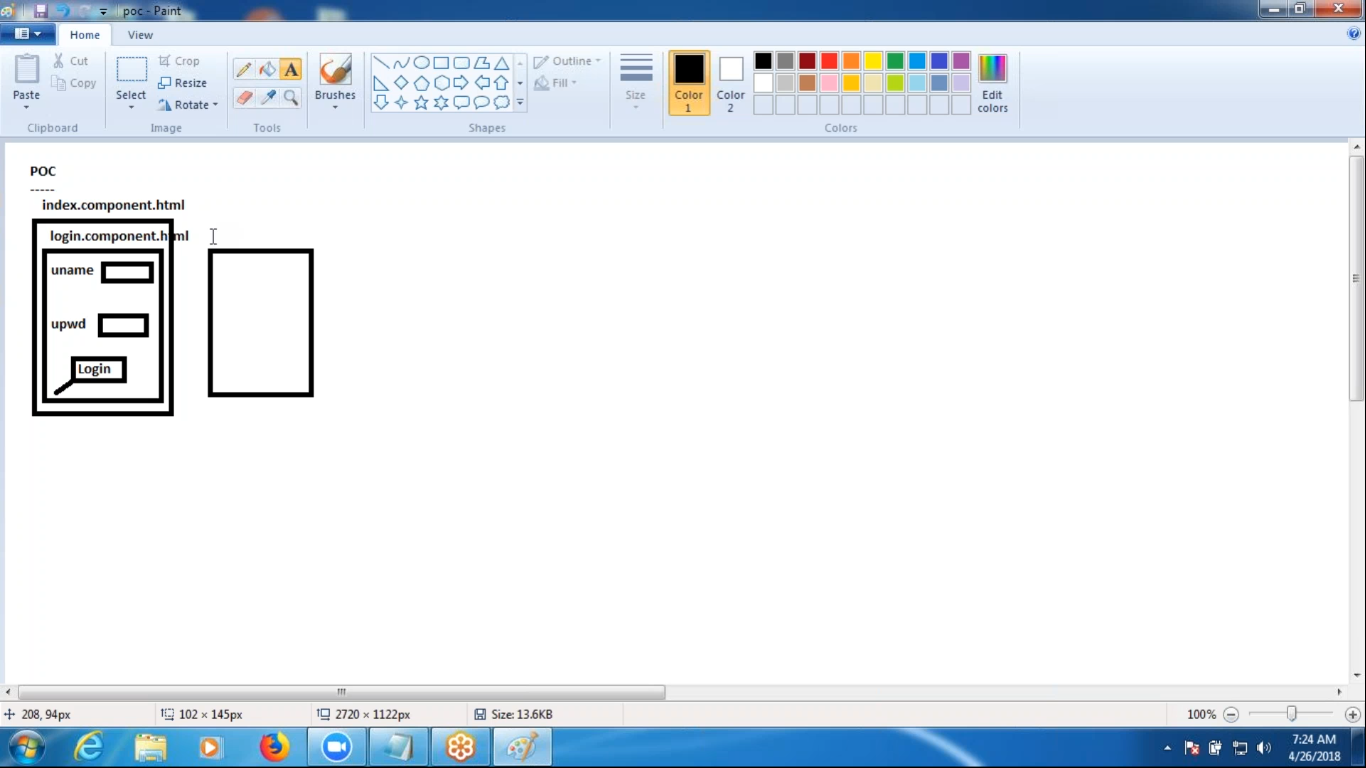 poc - Paint
Home
View
Paste
Cut
Copy
Clipboard
Select
Crop
Resize
Rotate
Image
A
Tools
Brushes
Shapes
Outline
Fill
Size
Color 1
Color 2
Edit colors
Colors
POC
-----
index.component.html
login.component.html
uname
upwd
Login
208, 94px
102 × 145px
2720 × 1122px
Size: 13.6KB
100%
7:24 AM
4/26/2018